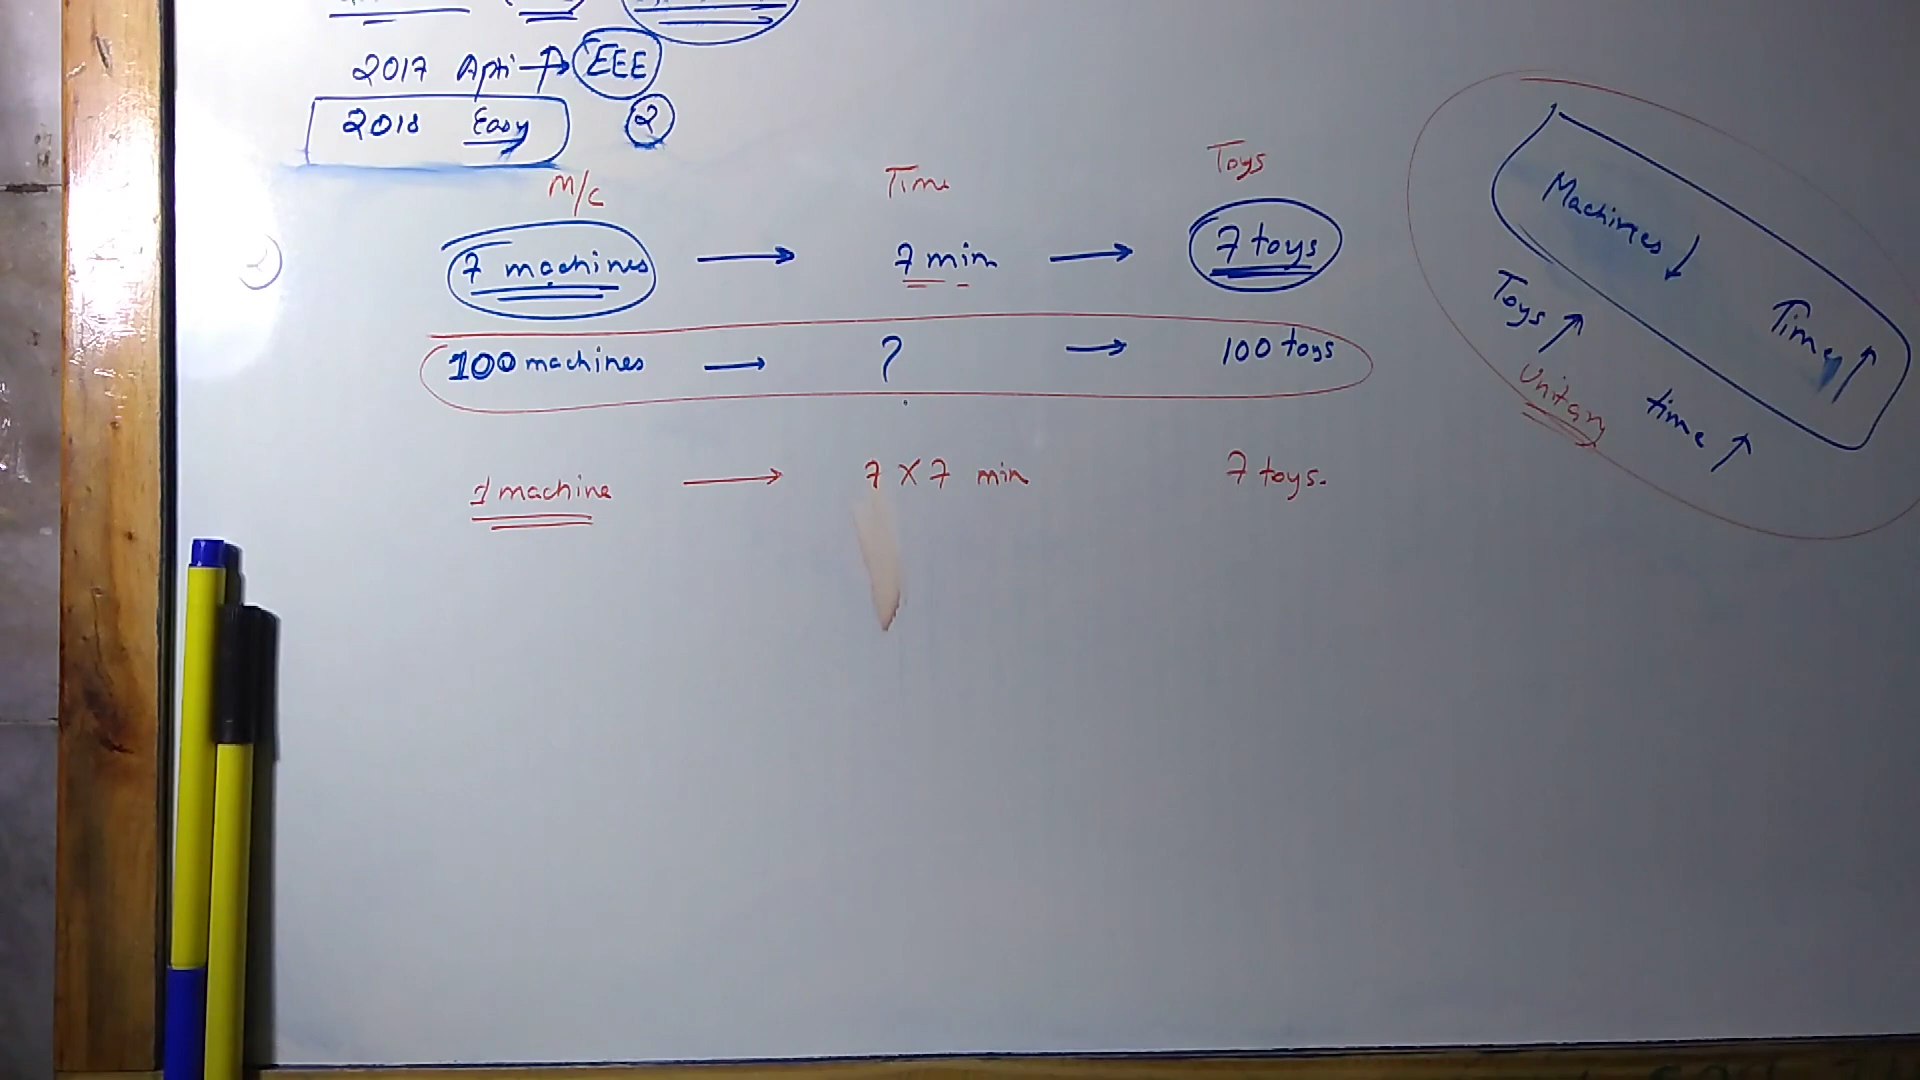 2017 Apti → EEE
2018 Easy 2
M/C Time Toys
7 machines → 7 min → 7 toys
100 machines → ? → 100 toys
1 machine → 7 x 7 min 7 toys.
Machines ↓ Time ↑
Toys ↑ time ↑
Unitary